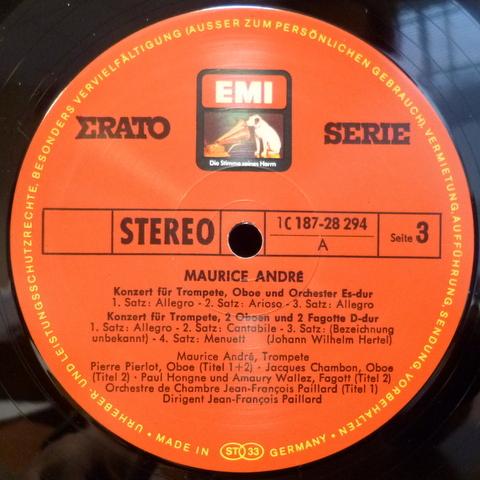 URHEBER- UND LEISTUNGSSCHUTZRECHTE, BESONDERS VERVIELFÄLTIGUNG (AUSSER ZUM PERSÖNLICHEN GEBRAUCH), VERMIETUNG, AUFFÜHRUNG, SENDUNG, VORBEHALTEN
EMI
ERATO
SERIE
Die Stimme seines Herrn
STEREO
1C 187-28 294
A
Seite 3
MAURICE ANDRÉ
Konzert für Trompete, Oboe und Orchester Es-dur
1. Satz: Allegro - 2. Satz: Arioso - 3. Satz: Allegro
Konzert für Trompete, 2 Oboen und 2 Fagotte D-dur
1. Satz: Allegro - 2. Satz: Cantabile - 3. Satz: (Bezeichnung
unbekannt) - 4. Satz: Menuett (Johann Wilhelm Hertel)
Maurice André, Trompete
Pierre Pierlot, Oboe (Titel 1+2) · Jacques Chambon, Oboe
(Titel 2) · Paul Hongne und Amaury Wallez, Fagott (Titel 2)
Orchestre de Chambre Jean-François Paillard (Titel 1)
Dirigent Jean-François Paillard
• MADE IN ST 33 GERMANY •